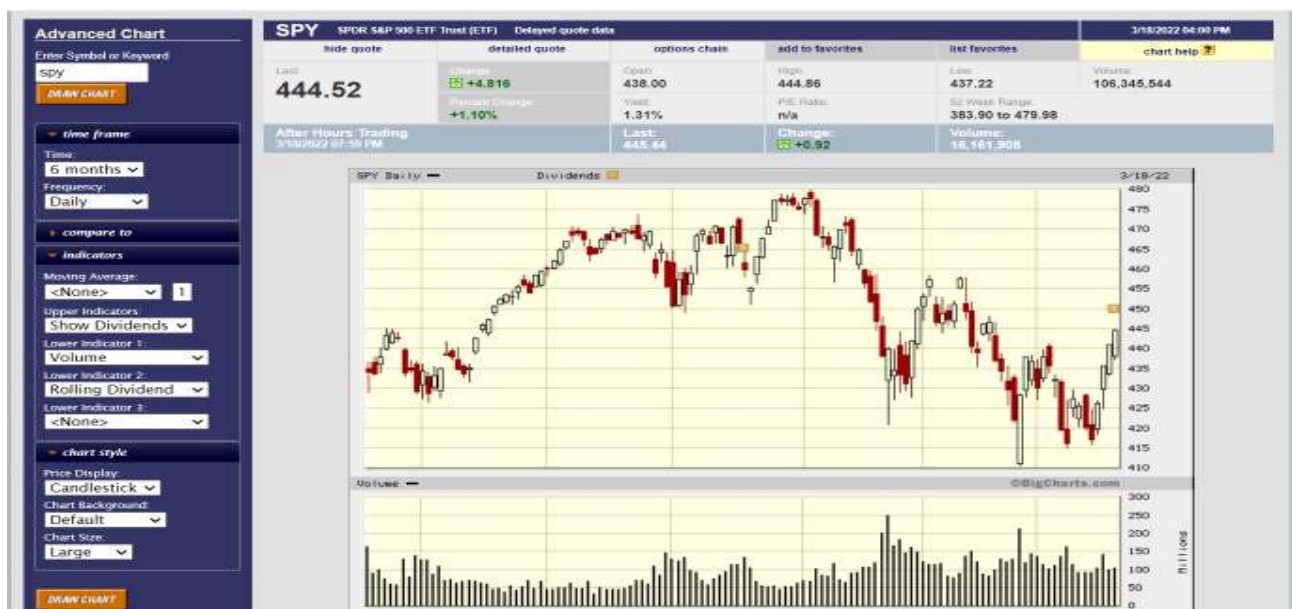 Advanced Chart
Enter Symbol or Keyword
spy
DRAW CHART
time frame
Time:
6 months
Frequency:
Daily
compare to
indicators
Moving Average:
<None> 1
Upper Indicators:
Show Dividends
Lower Indicator 1:
Volume
Lower Indicator 2:
Rolling Dividend
Lower Indicator 3:
<None>
chart style
Price Display:
Candlestick
Chart Background:
Default
Chart Size:
Large
DRAW CHART
SPY SPDR S&P 500 ETF Trust (ETF) Delayed quote data 3/18/2022 04:00 PM
hide quote detailed quote options chain add to favorites list favorites chart help ?
Last: Change: Open: High: Low: Volume:
444.52 +4.816 438.00 444.86 437.22 106,345,544
Percent Change: Yield: P/E Ratio: 52 Week Range:
+1.10% 1.31% n/a 383.90 to 479.98
After Hours Trading Last: Change: Volume:
3/18/2022 07:59 PM 445.44 +0.92 16,161,908
SPY Daily Dividends 3/18/22
480
475
470
465
460
455
450
445
440
435
430
425
420
415
410
Volume ©BigCharts.com
300
250
200
150
100
50
0
Millions